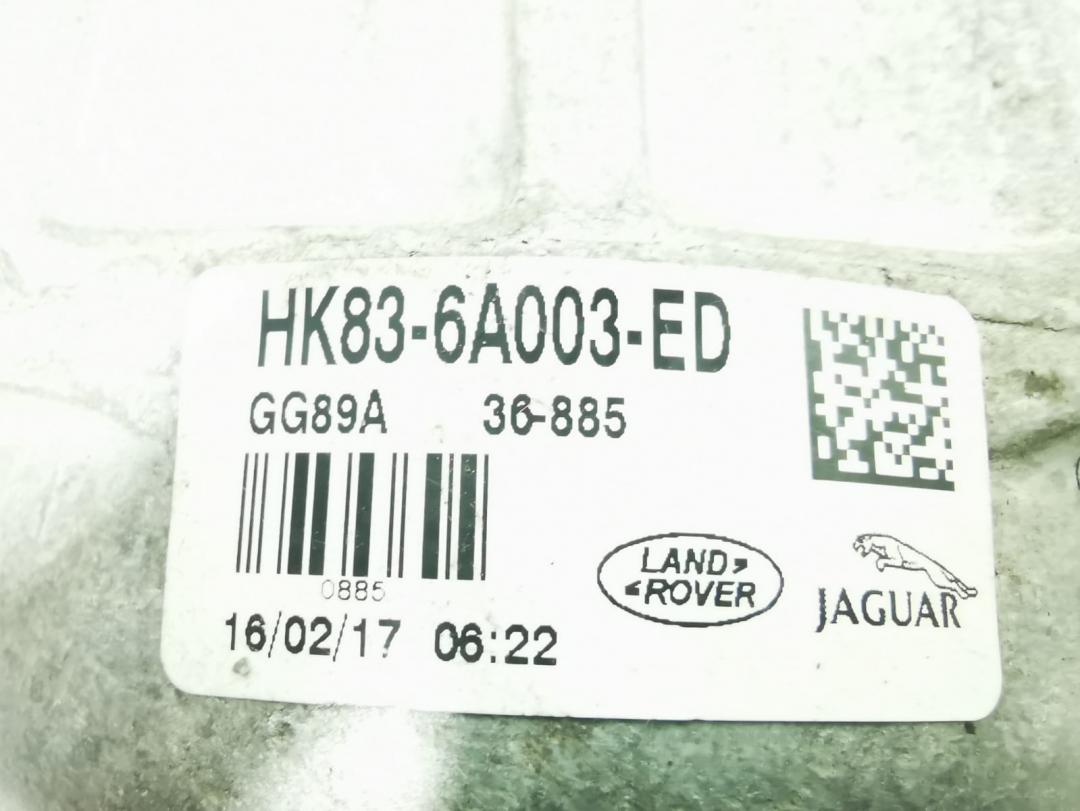 HK83-6A003-ED
GG89A 36-885
0885
16/02/17 06:22
LAND
ROVER
JAGUAR